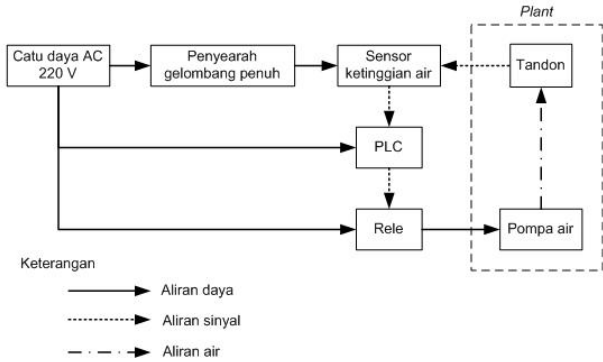 Plant
Catu daya AC
220 V
Penyearah
gelombang penuh
Sensor
ketinggian air
Tandon
PLC
Rele
Pompa air
Keterangan
Aliran daya
Aliran sinyal
Aliran air